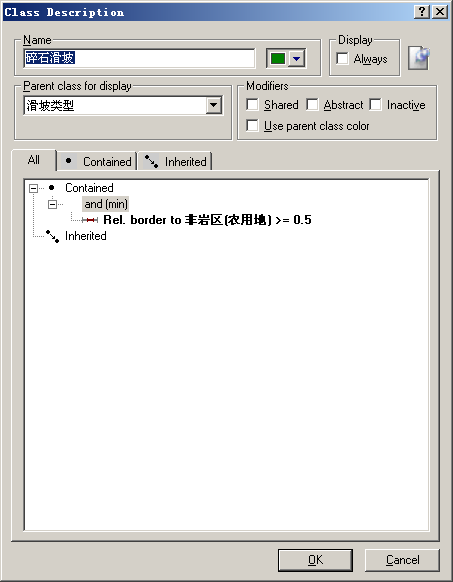 Class Description
Name
碎石滑坡
Display
Always
Parent class for display
滑坡类型
Modifiers
Shared Abstract Inactive
Use parent class color
All Contained Inherited
Contained
and (min)
Rel. border to 非岩区(农用地) >= 0.5
Inherited
OK Cancel